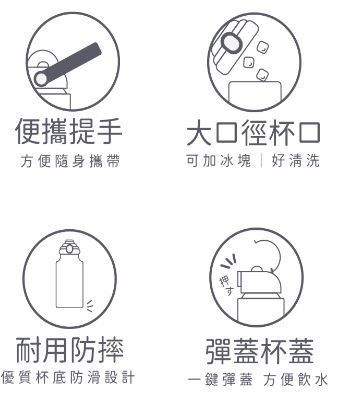 便攜提手
方便隨身攜帶
大口徑杯口
可加冰塊｜好清洗
耐用防摔
優質杯底防滑設計
押す
彈蓋杯蓋
一鍵彈蓋 方便飲水